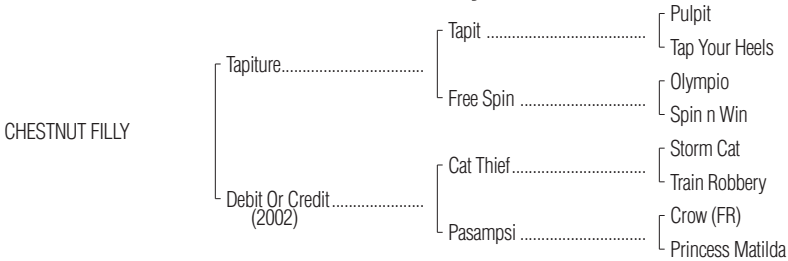 Pulpit
Tapit ......................................
Tap Your Heels
Tapiture..................................
Olympio
Free Spin ..............................
Spin n Win
CHESTNUT FILLY
Storm Cat
Cat Thief................................
Train Robbery
Debit Or Credit......................
(2002)
Crow (FR)
Pasampsi ..............................
Princess Matilda